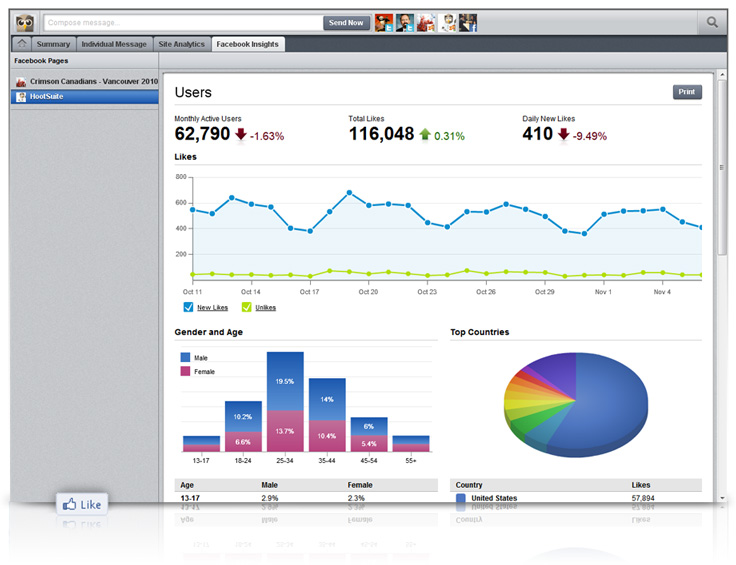 Compose message...
Send Now
Summary
Individual Message
Site Analytics
Facebook Insights
Facebook Pages
Crimson Canadians - Vancouver 2010
HootSuite
Users
Print
Monthly Active Users
Total Likes
Daily New Likes
62,790 -1.63%
116,048 0.31%
410 -9.49%
Likes
800
600
400
200
Oct 11 Oct 14 Oct 17 Oct 20 Oct 23 Oct 26 Oct 29 Nov 1 Nov 4
New Likes Unlikes
Gender and Age
Male
Female
10.2%
6.6%
19.5%
13.7%
14%
10.4%
6%
5.4%
13-17 18-24 25-34 35-44 45-54 55+
Top Countries
Age Male Female
13-17 2.9% 2.3%
Country Likes
United States 57,894
Like